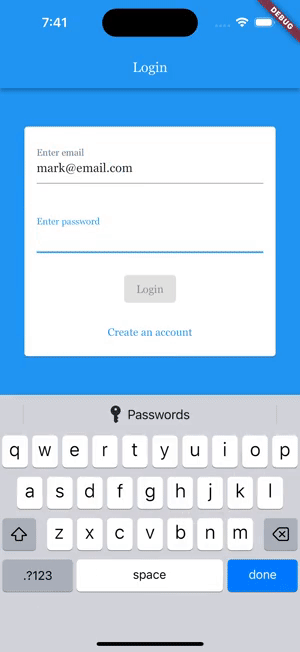 7:41
DEBUG
Login
Enter email
mark@email.com
Enter password
Login
Create an account
Passwords
q w e r t y u i o p
a s d f g h j k l
z x c v b n m
.?123 space done